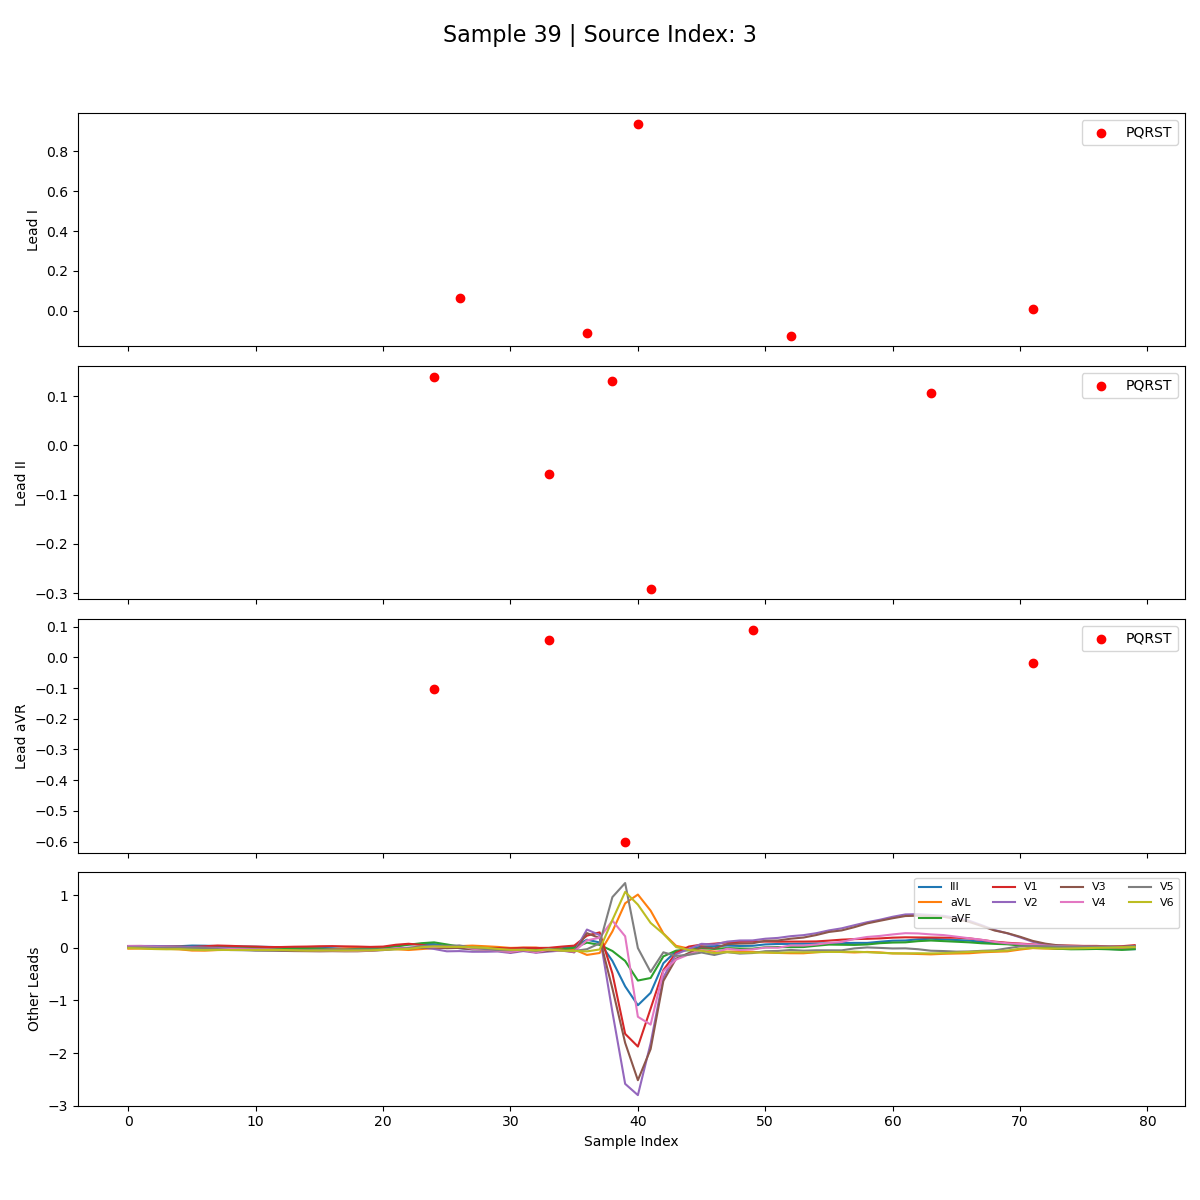 Sample 39 | Source Index: 3
PQRST
0.8
0.6
0.4
0.2
0.0
Lead I
PQRST
0.1
0.0
−0.1
−0.2
−0.3
Lead II
PQRST
0.1
0.0
−0.1
−0.2
−0.3
−0.4
−0.5
−0.6
Lead aVR
III V1 V3 V5
aVL V2 V4 V6
aVF
1
0
−1
−2
−3
Other Leads
0 10 20 30 40 50 60 70 80
Sample Index